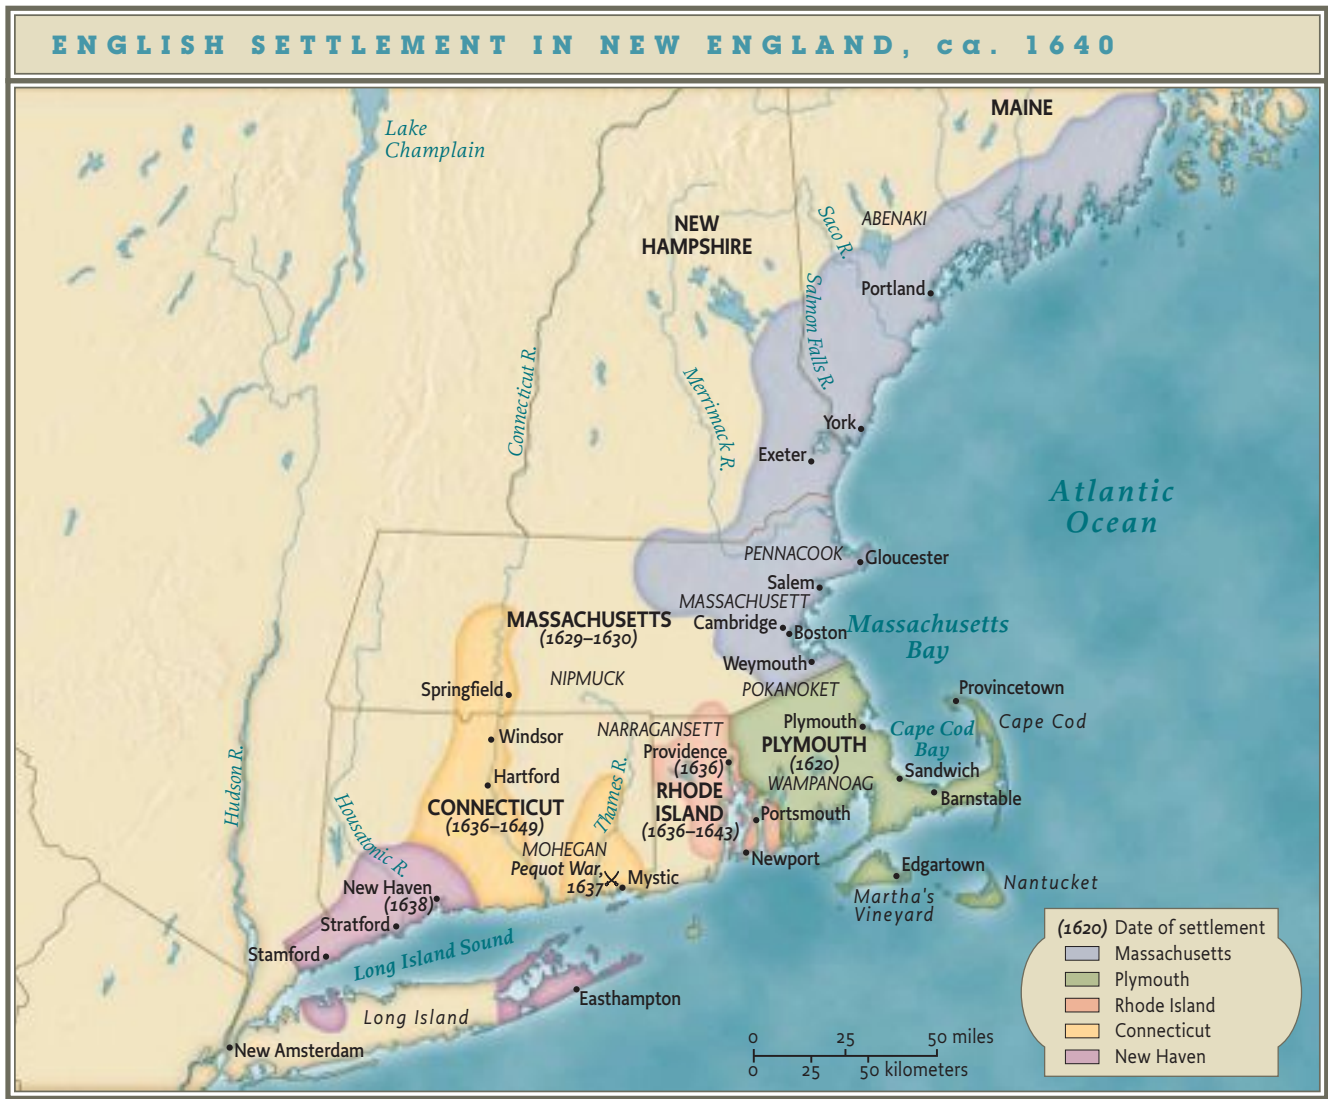 ENGLISH SETTLEMENT IN NEW ENGLAND, ca. 1640
MAINE
Lake
Champlain
ABENAKI
Saco R.
NEW
HAMPSHIRE
Portland
Salmon Falls R.
Connecticut R.
Merrimack R.
York
Exeter
Atlantic
Ocean
PENNACOOK
Gloucester
Salem
MASSACHUSETT
MASSACHUSETTS
(1629–1630)
Cambridge
Boston
Massachusetts
Bay
Weymouth
NIPMUCK
POKANOKET
Springfield
Provincetown
Cape Cod
Plymouth
Cape Cod
Bay
NARRAGANSETT
Windsor
PLYMOUTH
(1620)
Providence
(1636)
Sandwich
Hartford
WAMPANOAG
Barnstable
Hudson R.
Housatonic R.
CONNECTICUT
(1636–1649)
Thames R.
RHODE
ISLAND
(1636–1643)
Portsmouth
MOHEGAN
Pequot War,
1637
Mystic
Newport
Edgartown
Nantucket
Martha's
Vineyard
New Haven
(1638)
Stratford
Stamford
Long Island Sound
Easthampton
Long Island
New Amsterdam
(1620) Date of settlement
Massachusetts
Plymouth
Rhode Island
Connecticut
New Haven
0 25 50 miles
0 25 50 kilometers